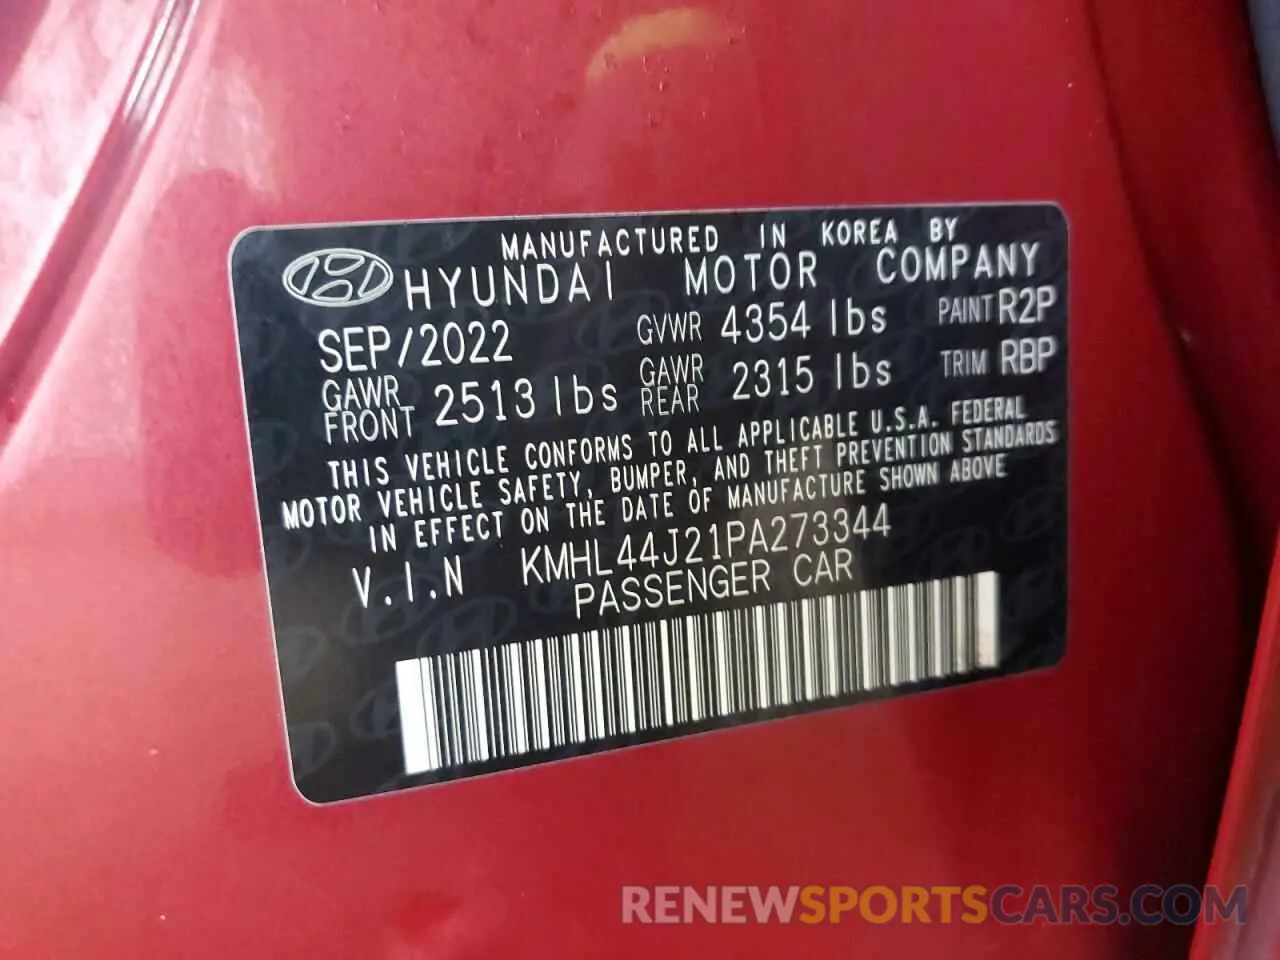 MANUFACTURED IN KOREA BY
HYUNDAI MOTOR COMPANY
SEP/2022 GVWR 4354 lbs PAINT R2P
GAWR FRONT 2513 lbs GAWR REAR 2315 lbs TRIM RBP
THIS VEHICLE CONFORMS TO ALL APPLICABLE U.S.A. FEDERAL
MOTOR VEHICLE SAFETY, BUMPER, AND THEFT PREVENTION STANDARDS
IN EFFECT ON THE DATE OF MANUFACTURE SHOWN ABOVE
V.I.N KMHL44J21PA273344
PASSENGER CAR
RENEWSPORTSCARS.COM